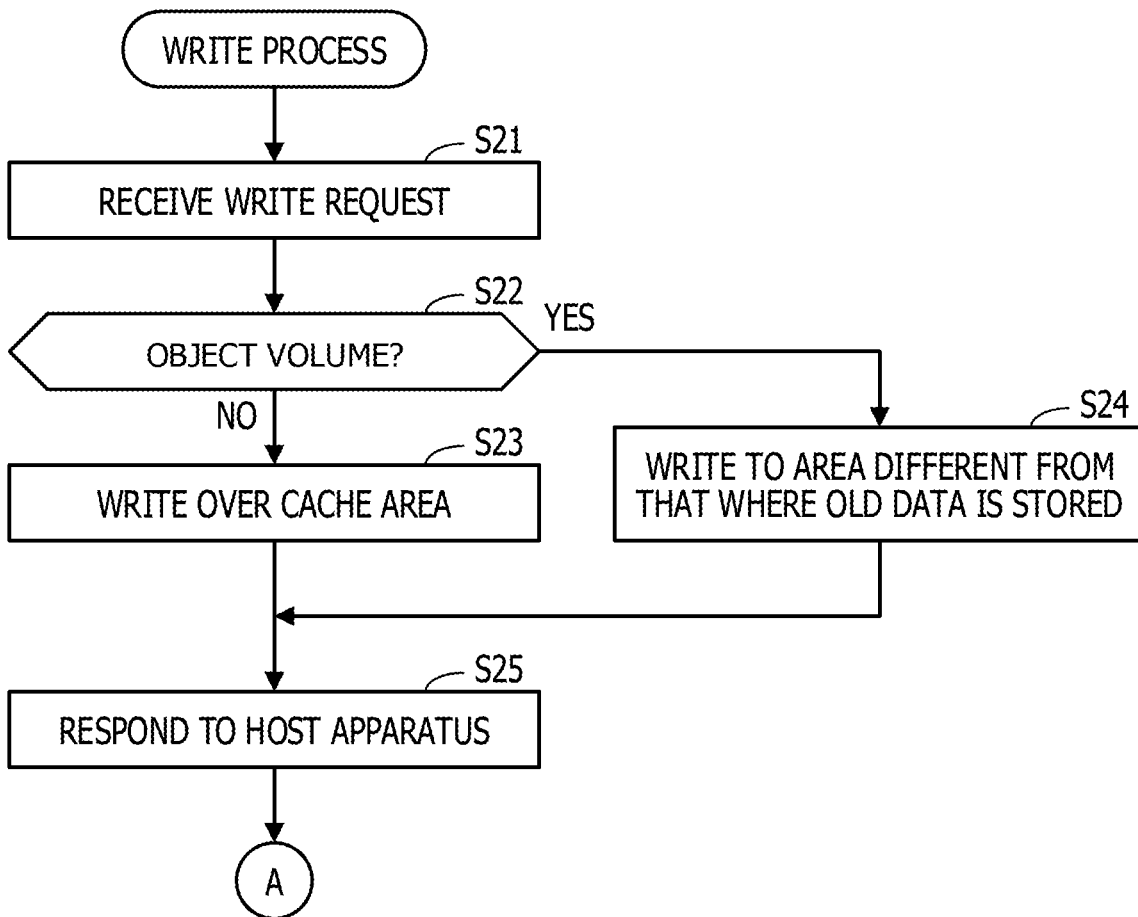 WRITE PROCESS
S21
RECEIVE WRITE REQUEST
S22
OBJECT VOLUME?
YES
NO
S23
WRITE OVER CACHE AREA
S24
WRITE TO AREA DIFFERENT FROM
THAT WHERE OLD DATA IS STORED
S25
RESPOND TO HOST APPARATUS
A